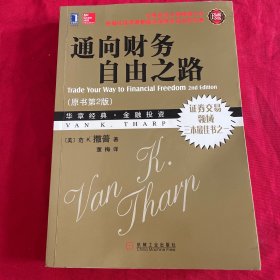 通向财务
自由之路
Trade Your Way to Financial Freedom 2nd Edition
(原书第2版)
华章经典·金融投资
VAN K. THARP
(美) 范 K. 撒普 著
董梅 译
证券交易
领域
三本最佳书之一
Van K.
Tharp
机械工业出版社